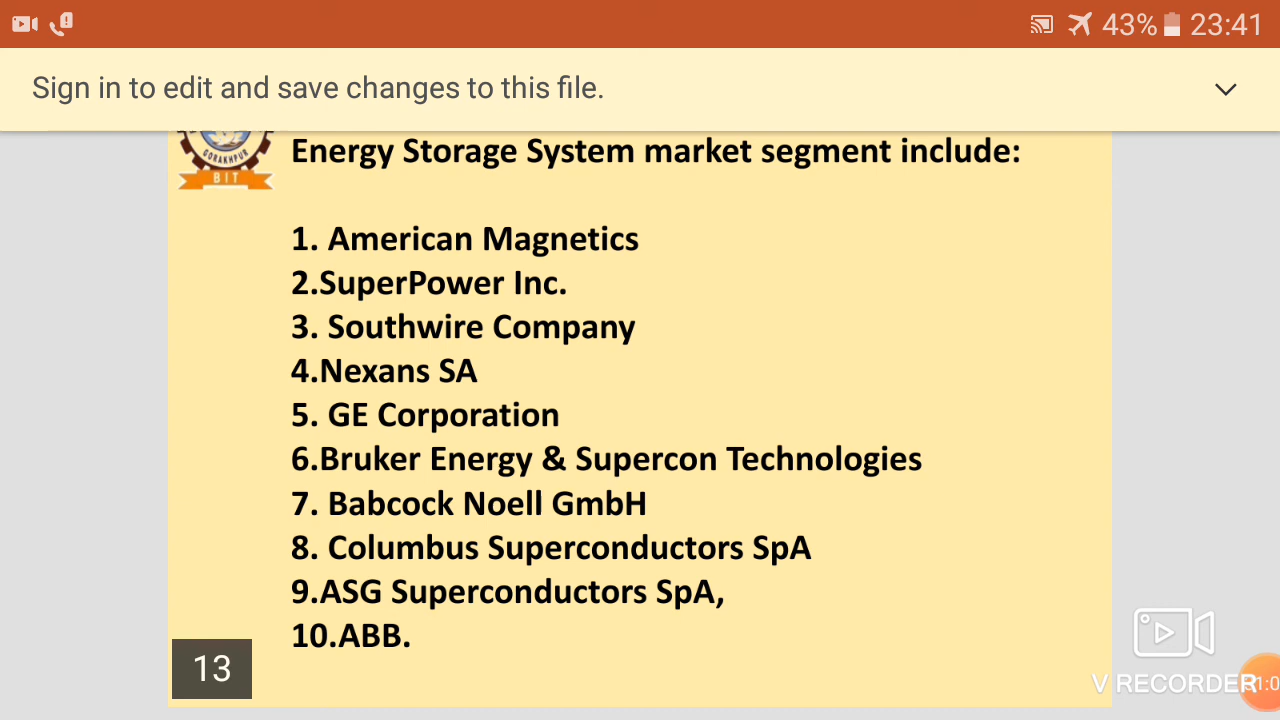 43% 23:41
Sign in to edit and save changes to this file.
GORAKHPUR
BIT
Energy Storage System market segment include:
1. American Magnetics
2.SuperPower Inc.
3. Southwire Company
4.Nexans SA
5. GE Corporation
6.Bruker Energy & Supercon Technologies
7. Babcock Noell GmbH
8. Columbus Superconductors SpA
9.ASG Superconductors SpA,
10.ABB.
13
V RECORDER